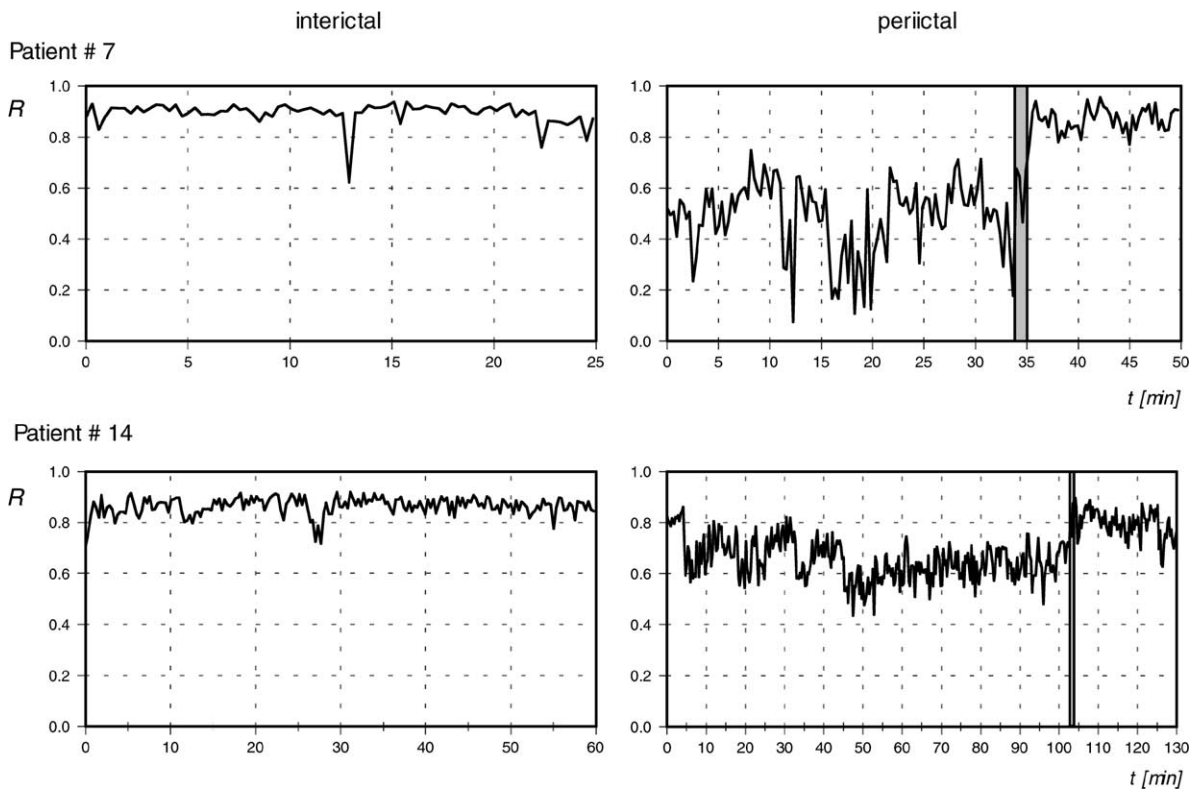 interictal periictal
Patient # 7
R
1.0 1.0
0.8 0.8
0.6 0.6
0.4 0.4
0.2 0.2
0.0 0.0
0 5 10 15 20 25 0 5 10 15 20 25 30 35 40 45 50
t [min]
Patient # 14
R
1.0 1.0
0.8 0.8
0.6 0.6
0.4 0.4
0.2 0.2
0.0 0.0
0 10 20 30 40 50 60 0 10 20 30 40 50 60 70 80 90 100 110 120 130
t [min]